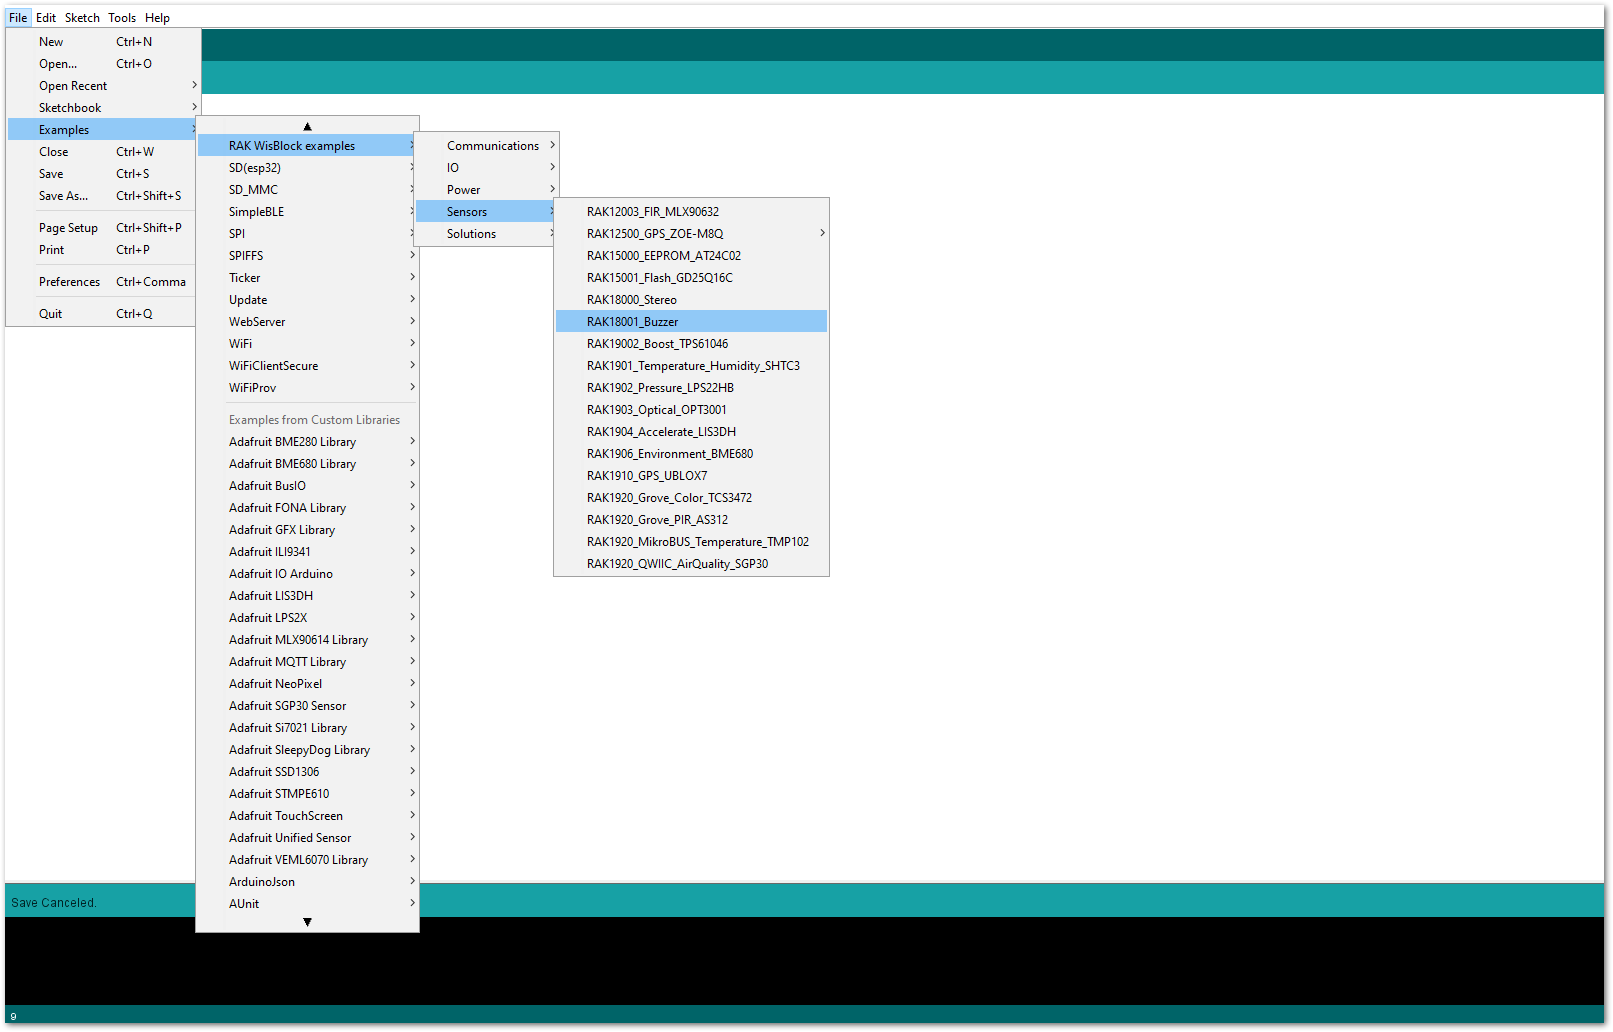 File Edit Sketch Tools Help
New Ctrl+N
Open... Ctrl+O
Open Recent
Sketchbook
Examples
Close Ctrl+W
Save Ctrl+S
Save As... Ctrl+Shift+S
Page Setup Ctrl+Shift+P
Print Ctrl+P
Preferences Ctrl+Comma
Quit Ctrl+Q
RAK WisBlock examples
SD(esp32)
SD_MMC
SimpleBLE
SPI
SPIFFS
Ticker
Update
WebServer
WiFi
WiFiClientSecure
WiFiProv
Examples from Custom Libraries
Adafruit BME280 Library
Adafruit BME680 Library
Adafruit BusIO
Adafruit FONA Library
Adafruit GFX Library
Adafruit ILI9341
Adafruit IO Arduino
Adafruit LIS3DH
Adafruit LPS2X
Adafruit MLX90614 Library
Adafruit MQTT Library
Adafruit NeoPixel
Adafruit SGP30 Sensor
Adafruit Si7021 Library
Adafruit SleepyDog Library
Adafruit SSD1306
Adafruit STMPE610
Adafruit TouchScreen
Adafruit Unified Sensor
Adafruit VEML6070 Library
ArduinoJson
AUnit
Communications
IO
Power
Sensors
Solutions
RAK12003_FIR_MLX90632
RAK12500_GPS_ZOE-M8Q
RAK15000_EEPROM_AT24C02
RAK15001_Flash_GD25Q16C
RAK18000_Stereo
RAK18001_Buzzer
RAK19002_Boost_TPS61046
RAK1901_Temperature_Humidity_SHTC3
RAK1902_Pressure_LPS22HB
RAK1903_Optical_OPT3001
RAK1904_Accelerate_LIS3DH
RAK1906_Environment_BME680
RAK1910_GPS_UBLOX7
RAK1920_Grove_Color_TCS3472
RAK1920_Grove_PIR_AS312
RAK1920_MikroBUS_Temperature_TMP102
RAK1920_QWIIC_AirQuality_SGP30
Save Canceled.
9